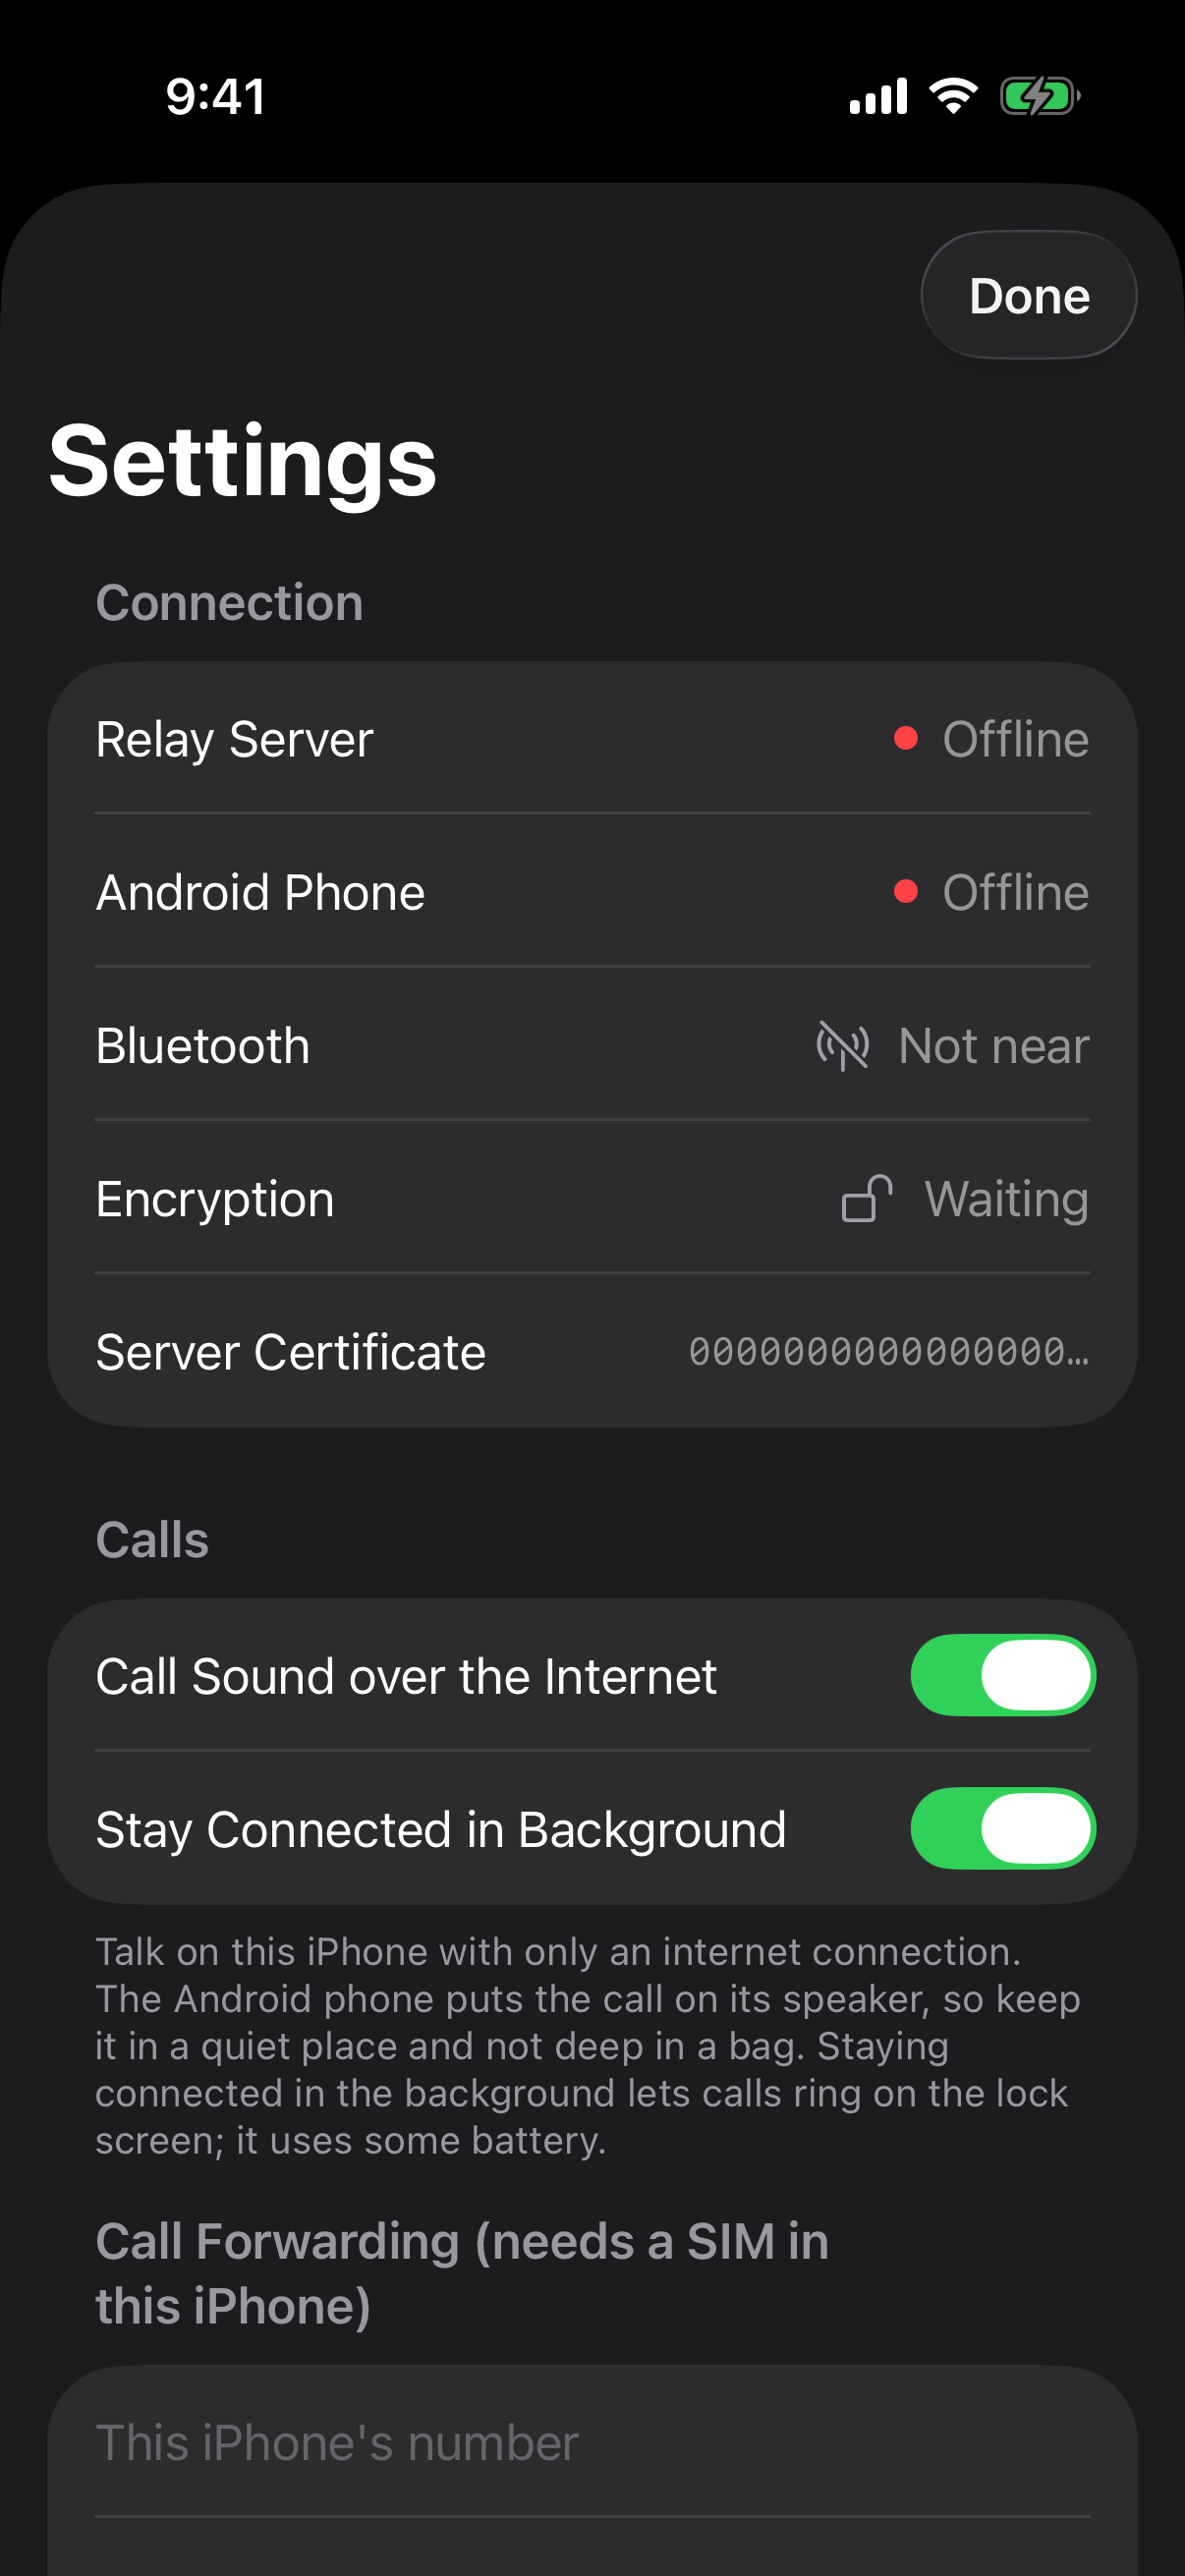 9:41
Done
Settings
Connection
Relay Server Offline
Android Phone Offline
Bluetooth Not near
Encryption Waiting
Server Certificate 0000000000000000…
Calls
Call Sound over the Internet
Stay Connected in Background
Talk on this iPhone with only an internet connection.
The Android phone puts the call on its speaker, so keep
it in a quiet place and not deep in a bag. Staying
connected in the background lets calls ring on the lock
screen; it uses some battery.
Call Forwarding (needs a SIM in
this iPhone)
This iPhone's number